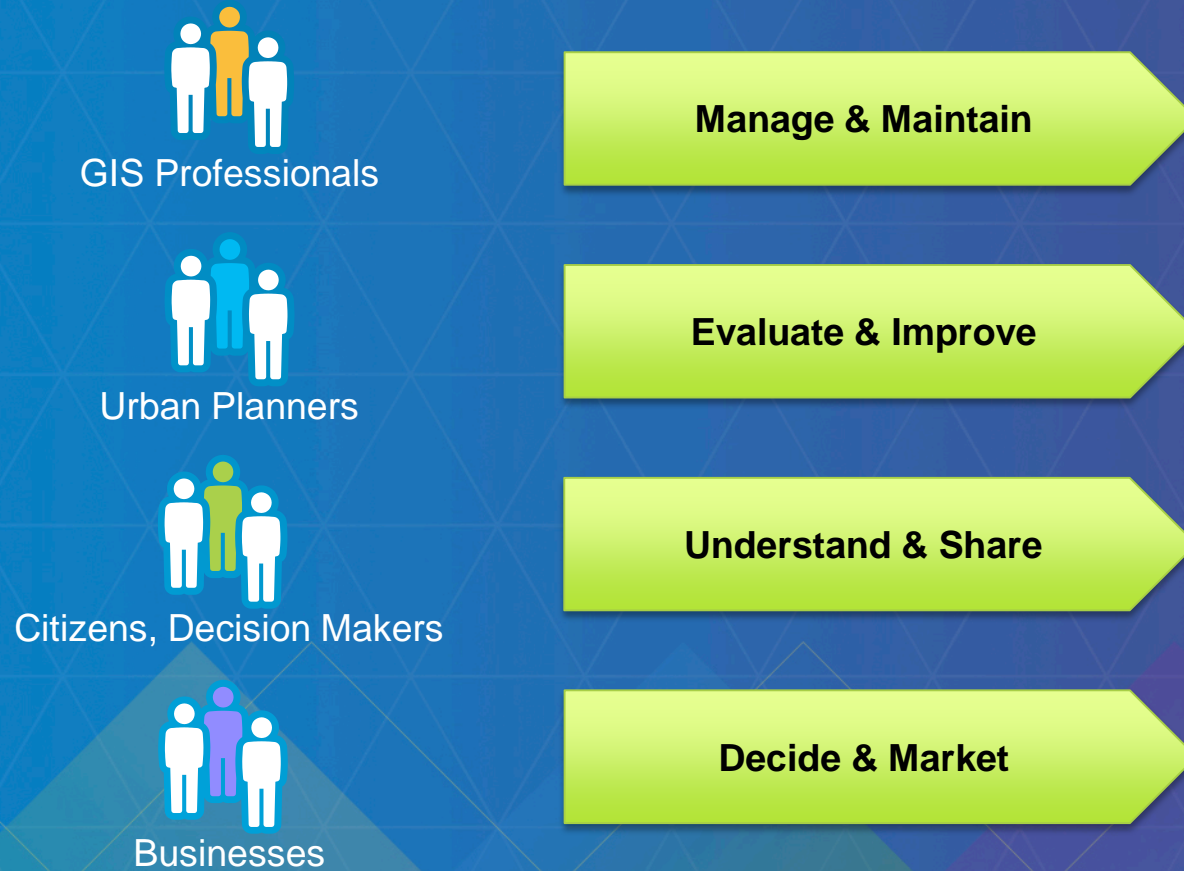 GIS Professionals
Manage & Maintain
Urban Planners
Evaluate & Improve
Citizens, Decision Makers
Understand & Share
Businesses
Decide & Market